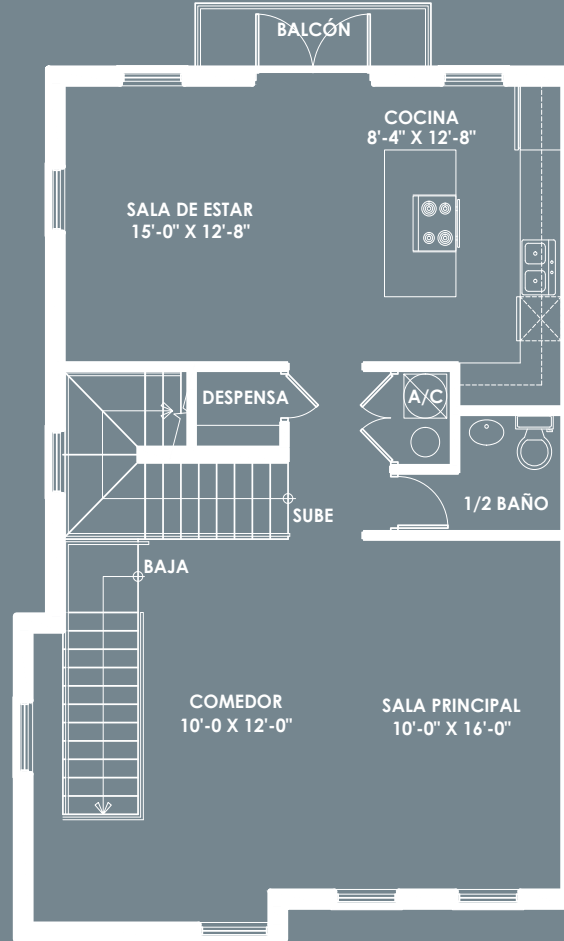 BALCÓN
COCINA
8'-4" X 12'-8"
SALA DE ESTAR
15'-0" X 12'-8"
DESPENSA
A/C
1/2 BAÑO
SUBE
BAJA
COMEDOR
10'-0 X 12'-0"
SALA PRINCIPAL
10'-0" X 16'-0"